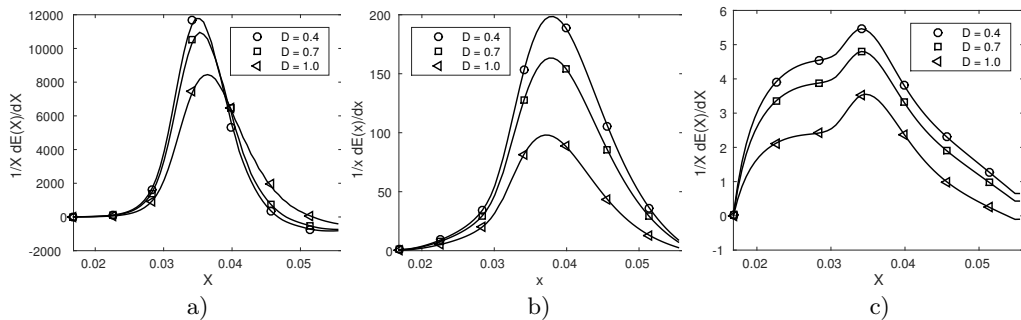 1/X dE(X)/dX
12000
10000
8000
6000
4000
2000
0
-2000
0.02 0.03 0.04 0.05
X
D = 0.4
D = 0.7
D = 1.0
a)
1/x dE(x)/dx
200
150
100
50
0
0.02 0.03 0.04 0.05
x
D = 0.4
D = 0.7
D = 1.0
b)
1/X dE(X)/dX
6
5
4
3
2
1
0
-1
0.02 0.03 0.04 0.05
X
D = 0.4
D = 0.7
D = 1.0
c)